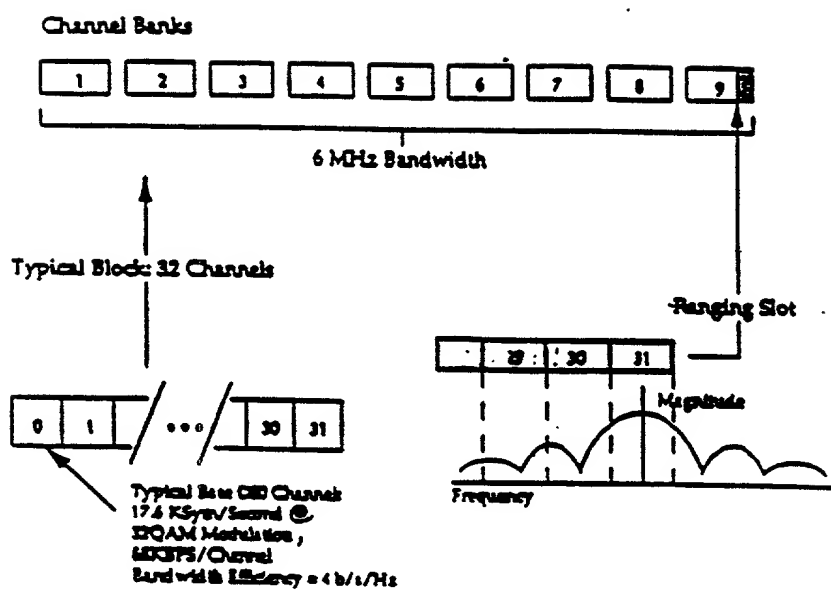 Channel Banks
1 2 3 4 5 6 7 8 9
6 MHz Bandwidth
Typical Block: 32 Channels
Ranging Slot
29 30 31
Magnitude
Frequency
0 1 ••• 30 31
Typical Base Channels
17.6 KSym/Second @
32QAM Modulation,
/Channel
Bandwidth Efficiency = 4 b/s/Hz